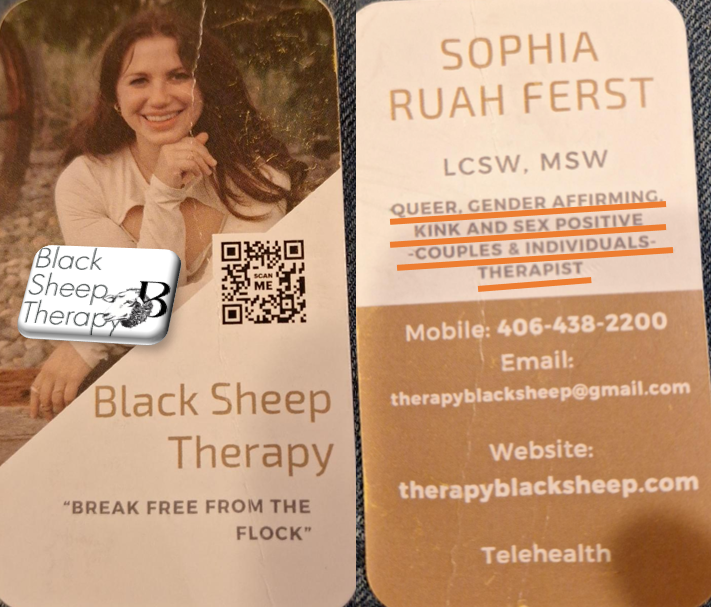 Black
Sheep
Therapy
B
SCAN
ME
Black Sheep
Therapy
“BREAK FREE FROM THE
FLOCK”
SOPHIA
RUAH FERST
LCSW, MSW
QUEER, GENDER AFFIRMING,
KINK AND SEX POSITIVE
-COUPLES & INDIVIDUALS-
THERAPIST
Mobile: 406-438-2200
Email:
therapyblacksheep@gmail.com
Website:
therapyblacksheep.com
Telehealth